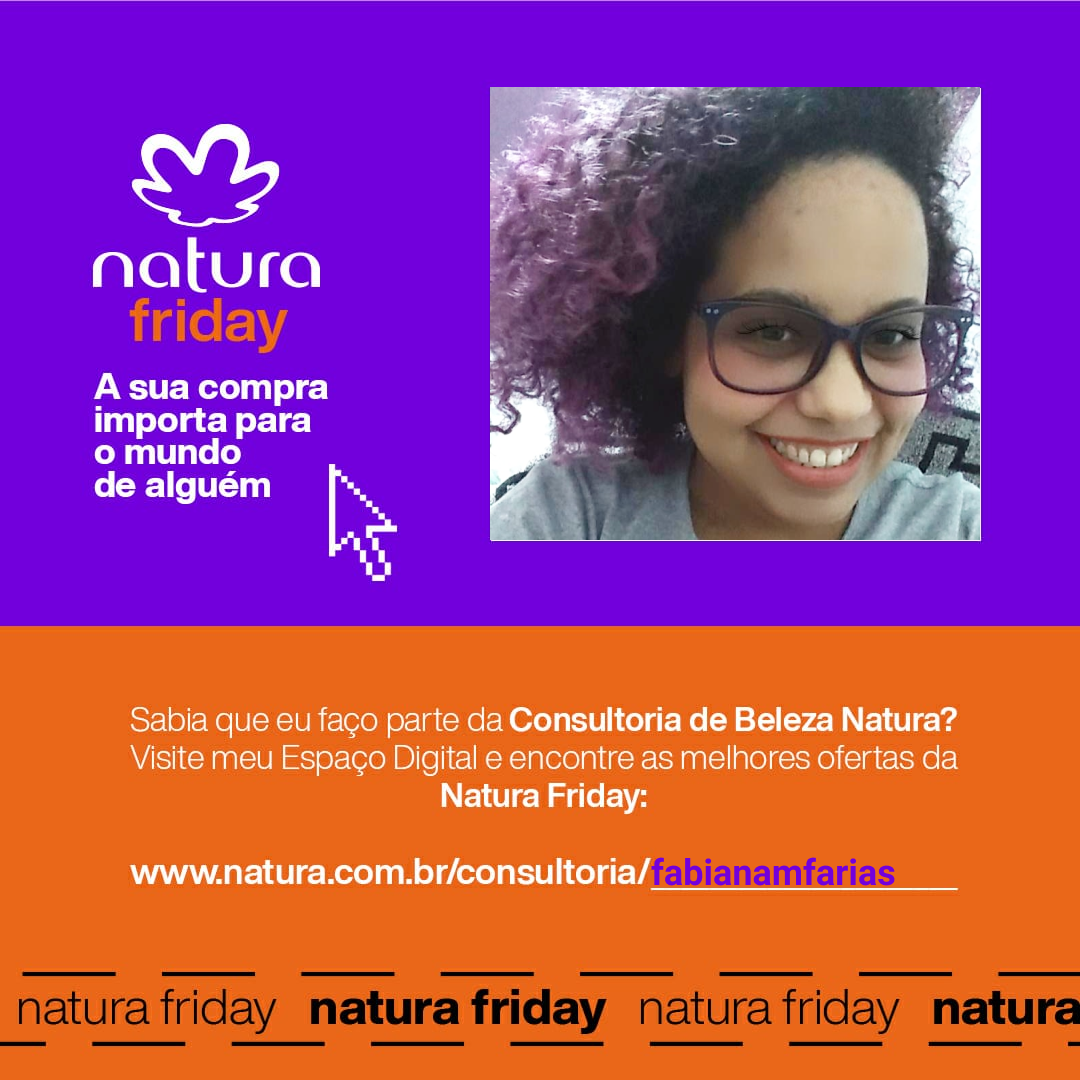 natura
friday
A sua compra
importa para
o mundo
de alguém
Sabia que eu faço parte da Consultoria de Beleza Natura?
Visite meu Espaço Digital e encontre as melhores ofertas da
Natura Friday:
www.natura.com.br/consultoria/fabianamfarias
natura friday natura friday natura friday natura